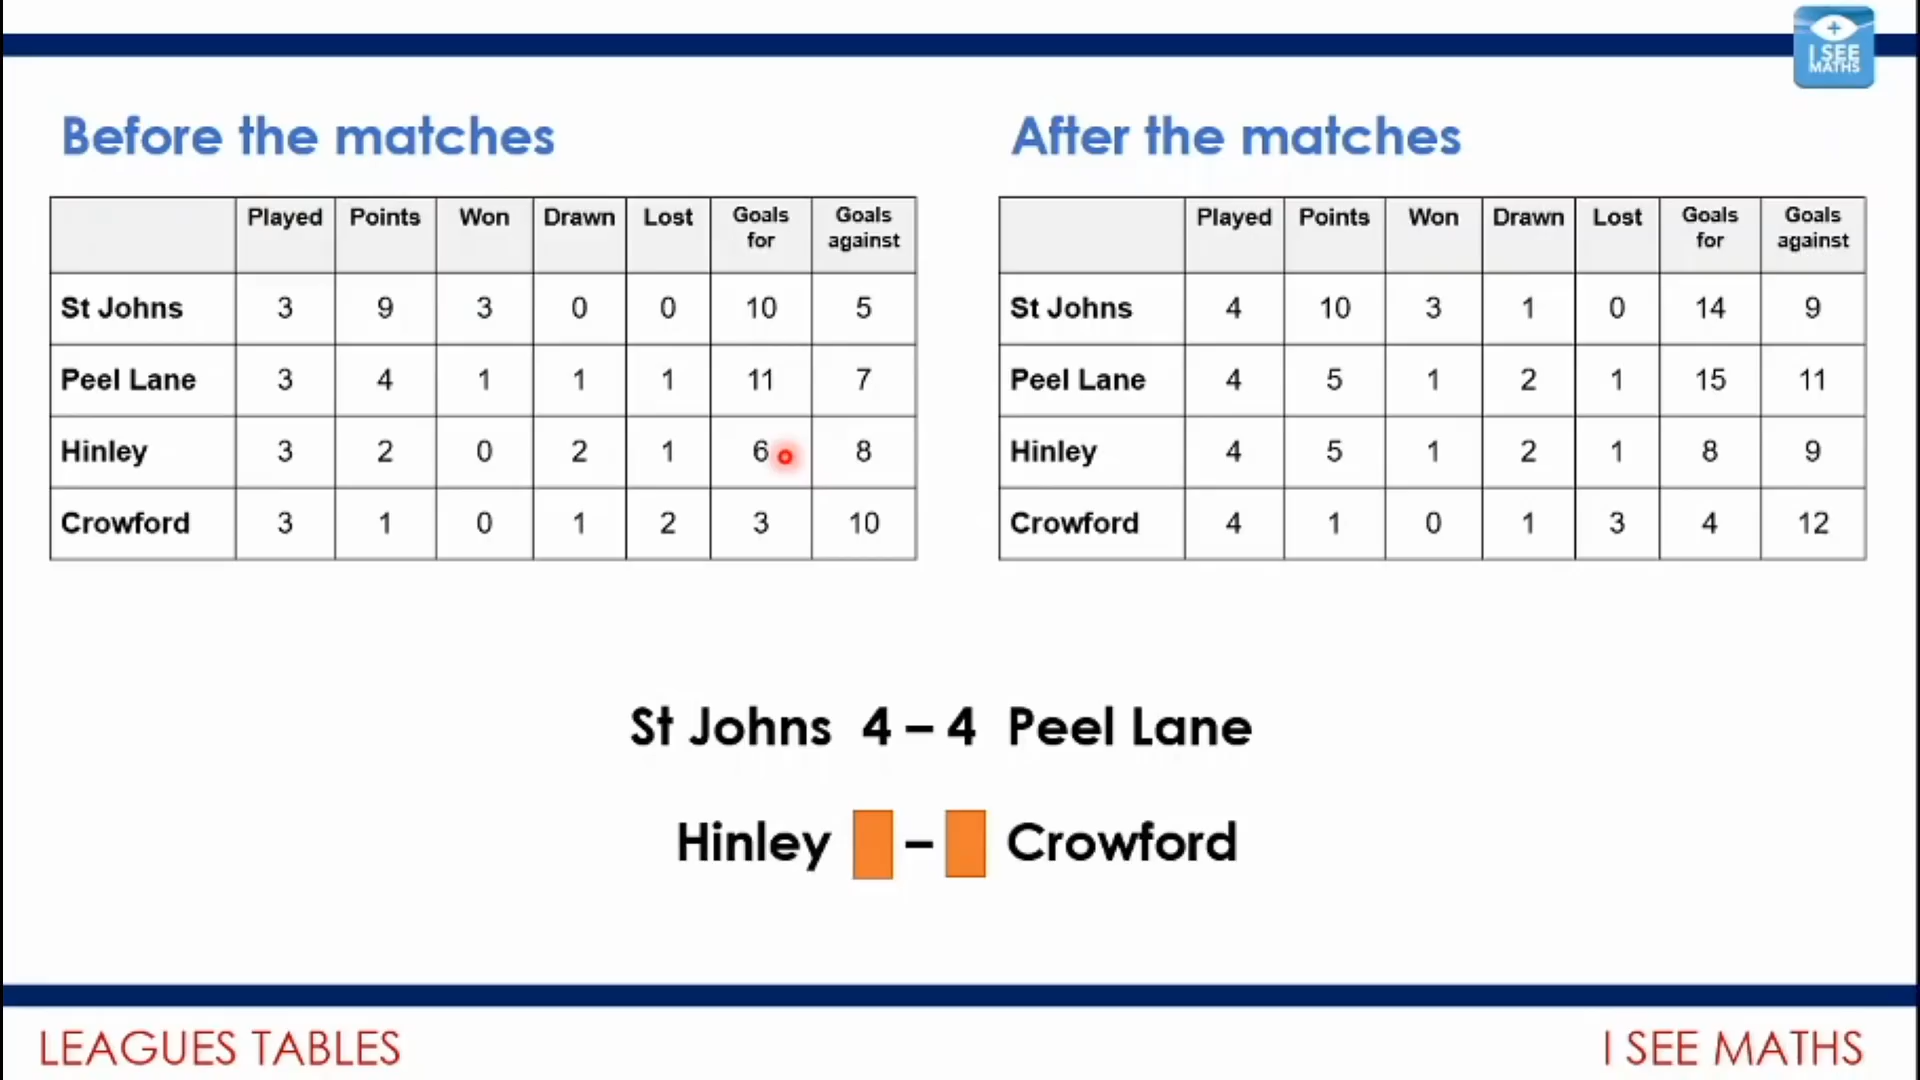 I SEE
MATHS
Before the matches
Played Points Won Drawn Lost Goals for Goals against
St Johns 3 9 3 0 0 10 5
Peel Lane 3 4 1 1 1 11 7
Hinley 3 2 0 2 1 6 8
Crowford 3 1 0 1 2 3 10
After the matches
Played Points Won Drawn Lost Goals for Goals against
St Johns 4 10 3 1 0 14 9
Peel Lane 4 5 1 2 1 15 11
Hinley 4 5 1 2 1 8 9
Crowford 4 1 0 1 3 4 12
St Johns 4 – 4 Peel Lane
Hinley – Crowford
LEAGUES TABLES
I SEE MATHS